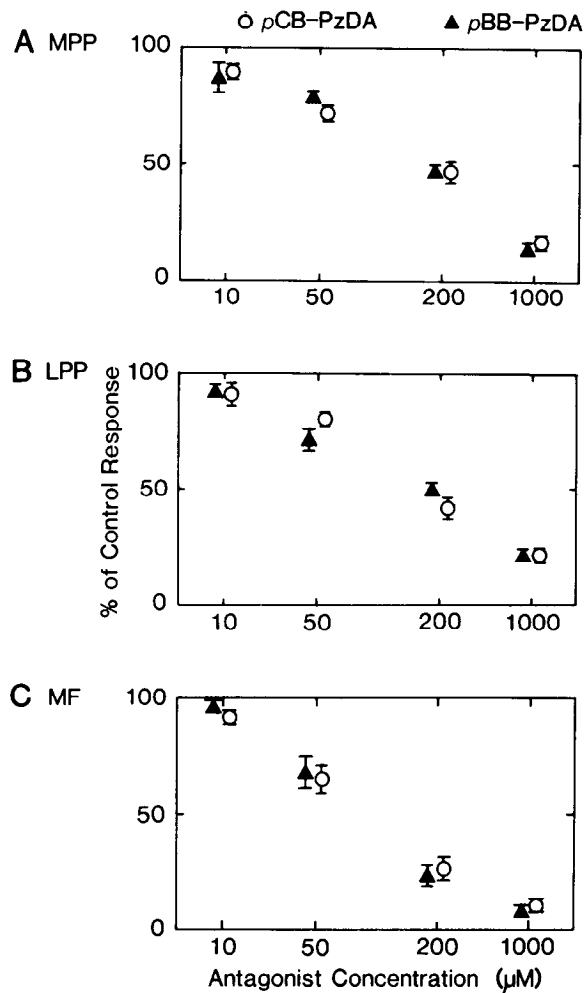 ○ pCB–PzDA ▲ pBB–PzDA
A MPP
100
50
0
10 50 200 1000
B LPP
100
50
0
10 50 200 1000
% of Control Response
C MF
100
50
0
10 50 200 1000
Antagonist Concentration (μM)